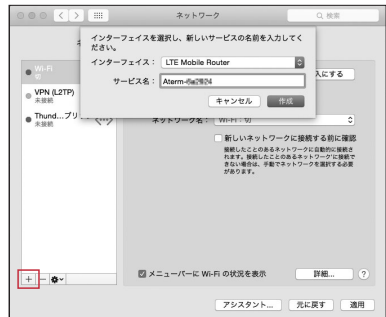 ネットワーク
検索
インターフェイスを選択し、新しいサービスの名前を入力してください。
インターフェイス： LTE Mobile Router
サービス名： Aterm-
キャンセル 作成
Wi-Fi
入にする
VPN (L2TP)
未接続
Thund...ブリ
未接続
ネットワーク名： Wi-Fi：切
新しいネットワークに接続する前に確認
接続したことのあるネットワークに自動的に接続さ
れます。接続したことのあるネットワークに接続で
きない場合は、手動でネットワークを選択する必要
があります。
メニューバーに Wi-Fi の状況を表示 詳細... ?
+ −
アシスタント... 元に戻す 適用